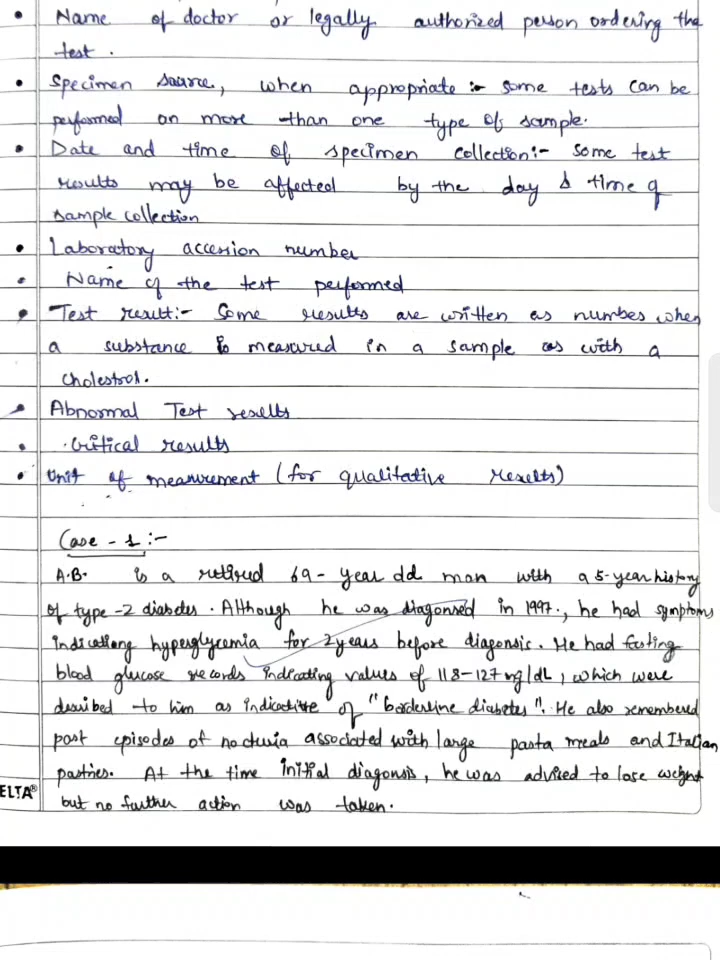 • Name of doctor or legally authorized person ordering the
test.
• Specimen source, when appropriate :- some tests can be
performed on more than one type of sample.
• Date and time of specimen collection:- Some test
results may be affected by the day & time of
sample collection
• Laboratory accession number
• Name of the test performed
• Test result:- Some results are written as numbes when
a substance is measured in a sample as with a
cholestrol.
• Abnormal Test results
• Critical results
• Unit of measurement (for qualitative Results)
Case - 1 :-
A.B. is a retired 69- year old man with a 5-year history
of type -2 diabetes. Although he was diagonsed in 1997., he had symptoms
indicationg hyperglycemia for 2 years before diagonsis. He had fasting
blood glucose records indicating values of 118-127 mg/dL, which were
desribed to him as indicative of "borderline diabetes". He also remembered
past episodes of nocturia associated with large pasta meals and Italian
pastries. At the time initial diagonsis, he was advised to lose weight
ELTA®
but no further action was taken.